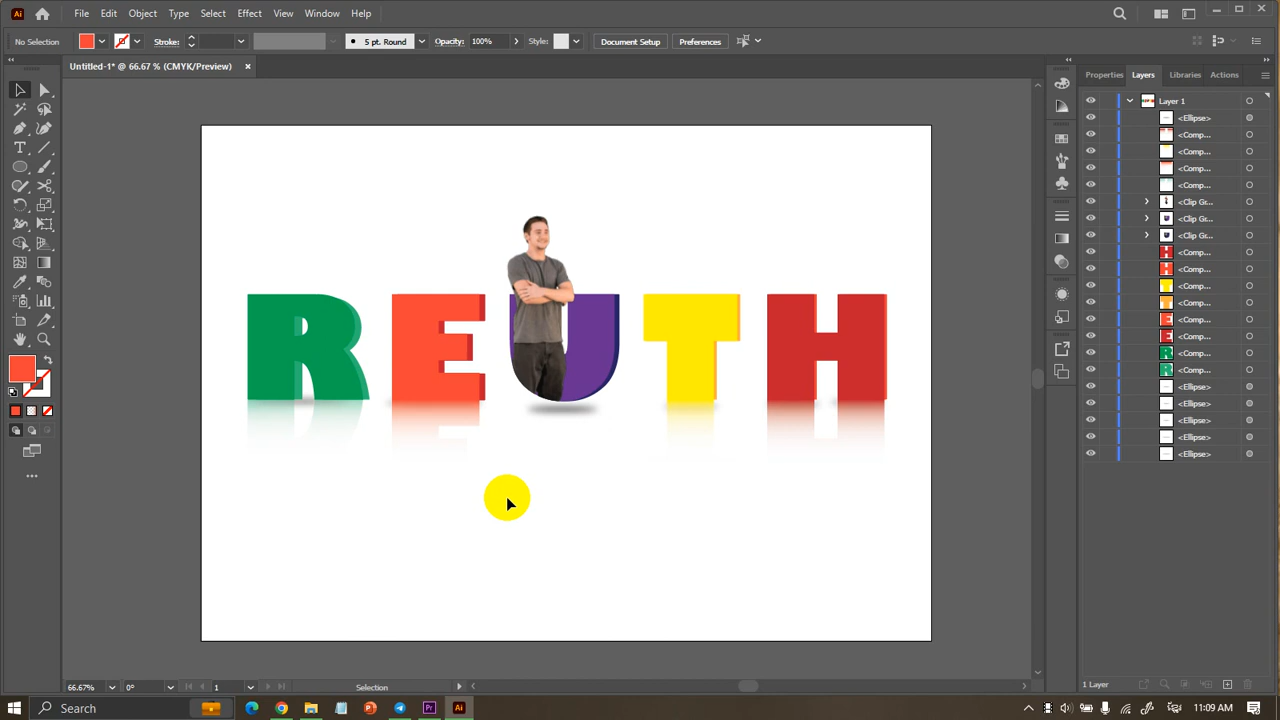 Ai File Edit Object Type Select Effect View Window Help
No Selection Stroke: 5 pt. Round Opacity: 100% Style: Document Setup Preferences
Untitled-1* @ 66.67 % (CMYK/Preview) ×
Properties Layers Libraries Actions
Layer 1
<Ellipse>
<Comp...
<Comp...
<Comp...
<Comp...
<Clip Gr...
<Clip Gr...
<Clip Gr...
<Comp...
<Comp...
<Comp...
<Comp...
<Comp...
<Comp...
<Comp...
<Comp...
<Ellipse>
<Ellipse>
<Ellipse>
<Ellipse>
<Ellipse>
REUTH
66.67% 0° 1 Selection
1 Layer
Search Pr Ai 11:09 AM